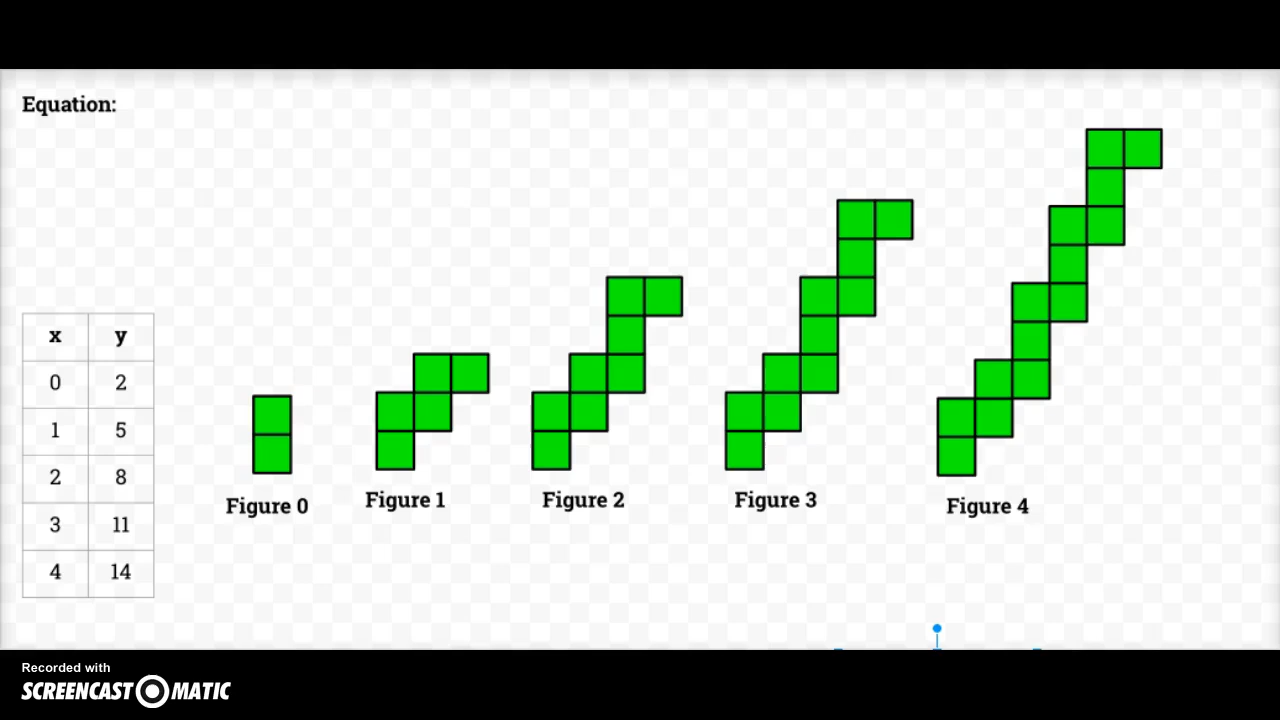 Equation:
x y
0 2
1 5
2 8
3 11
4 14
Figure 0
Figure 1
Figure 2
Figure 3
Figure 4
Recorded with
SCREENCAST MATIC